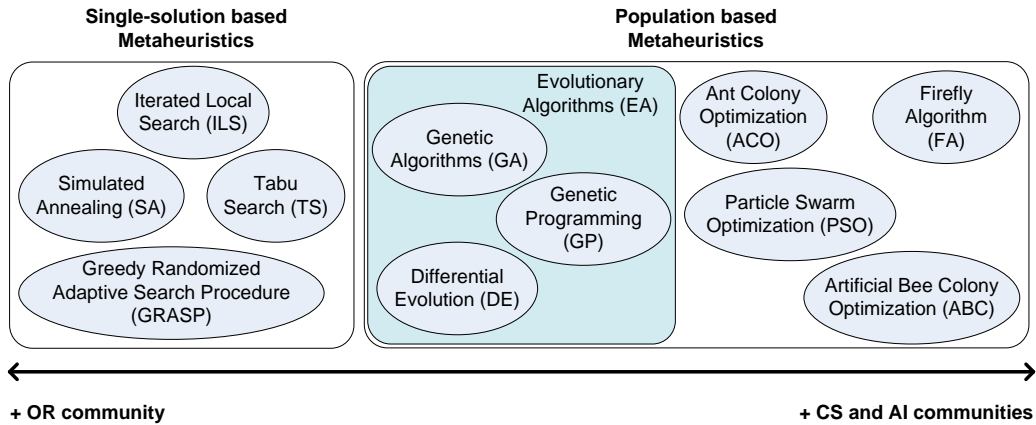 Single-solution based
Metaheuristics
Population based
Metaheuristics
Iterated Local
Search (ILS)
Simulated
Annealing (SA)
Tabu
Search (TS)
Greedy Randomized
Adaptive Search Procedure
(GRASP)
Evolutionary
Algorithms (EA)
Genetic
Algorithms (GA)
Genetic
Programming
(GP)
Differential
Evolution (DE)
Ant Colony
Optimization
(ACO)
Firefly
Algorithm
(FA)
Particle Swarm
Optimization (PSO)
Artificial Bee Colony
Optimization (ABC)
+ OR community
+ CS and AI communities